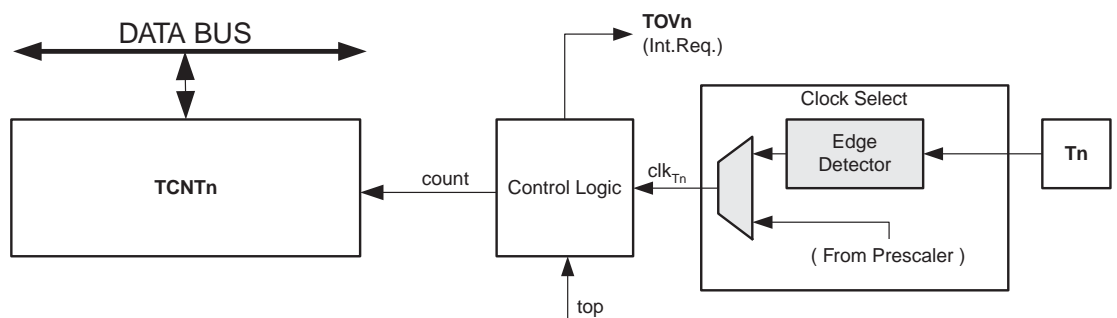 DATA BUS
TOVn
(Int.Req.)
Clock Select
TCNTn
count
Control Logic
clkTn
Edge
Detector
Tn
( From Prescaler )
top